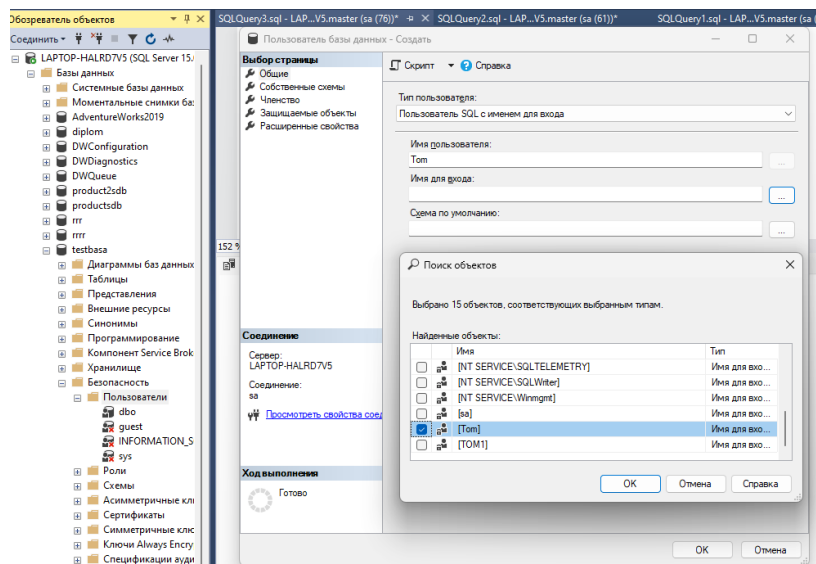 Обозреватель объектов
Соединить
LAPTOP-HALRD7V5 (SQL Server 15.
Базы данных
Системные базы данных
Моментальные снимки баз
AdventureWorks2019
diplom
DWConfiguration
DWDiagnostics
DWQueue
product2sdb
productsdb
rrr
rrrr
testbasa
Диаграммы баз данных
Таблицы
Представления
Внешние ресурсы
Синонимы
Программирование
Компонент Service Brok
Хранилище
Безопасность
Пользователи
dbo
guest
INFORMATION_S
sys
Роли
Схемы
Асимметричные клю
Сертификаты
Симметричные клю
Ключи Always Encry
Спецификации ауди
SQLQuery3.sql - LAP...V5.master (sa (76))*
SQLQuery2.sql - LAP...V5.master (sa (61))*
SQLQuery1.sql - LAP...V5.master (sa (
152 %
Пользователь базы данных - Создать
Выбор страницы
Общие
Собственные схемы
Членство
Защищаемые объекты
Расширенные свойства
Скрипт
Справка
Тип пользователя:
Пользователь SQL с именем для входа
Имя пользователя:
Tom
...
Имя для входа:
...
Схема по умолчанию:
...
Соединение
Сервер:
LAPTOP-HALRD7V5
Соединение:
sa
Просмотреть свойства соед
Ход выполнения
Готово
Поиск объектов
Выбрано 15 объектов, соответствующих выбранным типам.
Найденные объекты:
Имя Тип
[NT SERVICE\SQLTELEMETRY] Имя для вхо...
[NT SERVICE\SQLWriter] Имя для вхо...
[NT SERVICE\Winmgmt] Имя для вхо...
[sa] Имя для вхо...
[Tom] Имя для вхо...
[TOM1] Имя для вхо...
OK Отмена Справка
OK Отмена